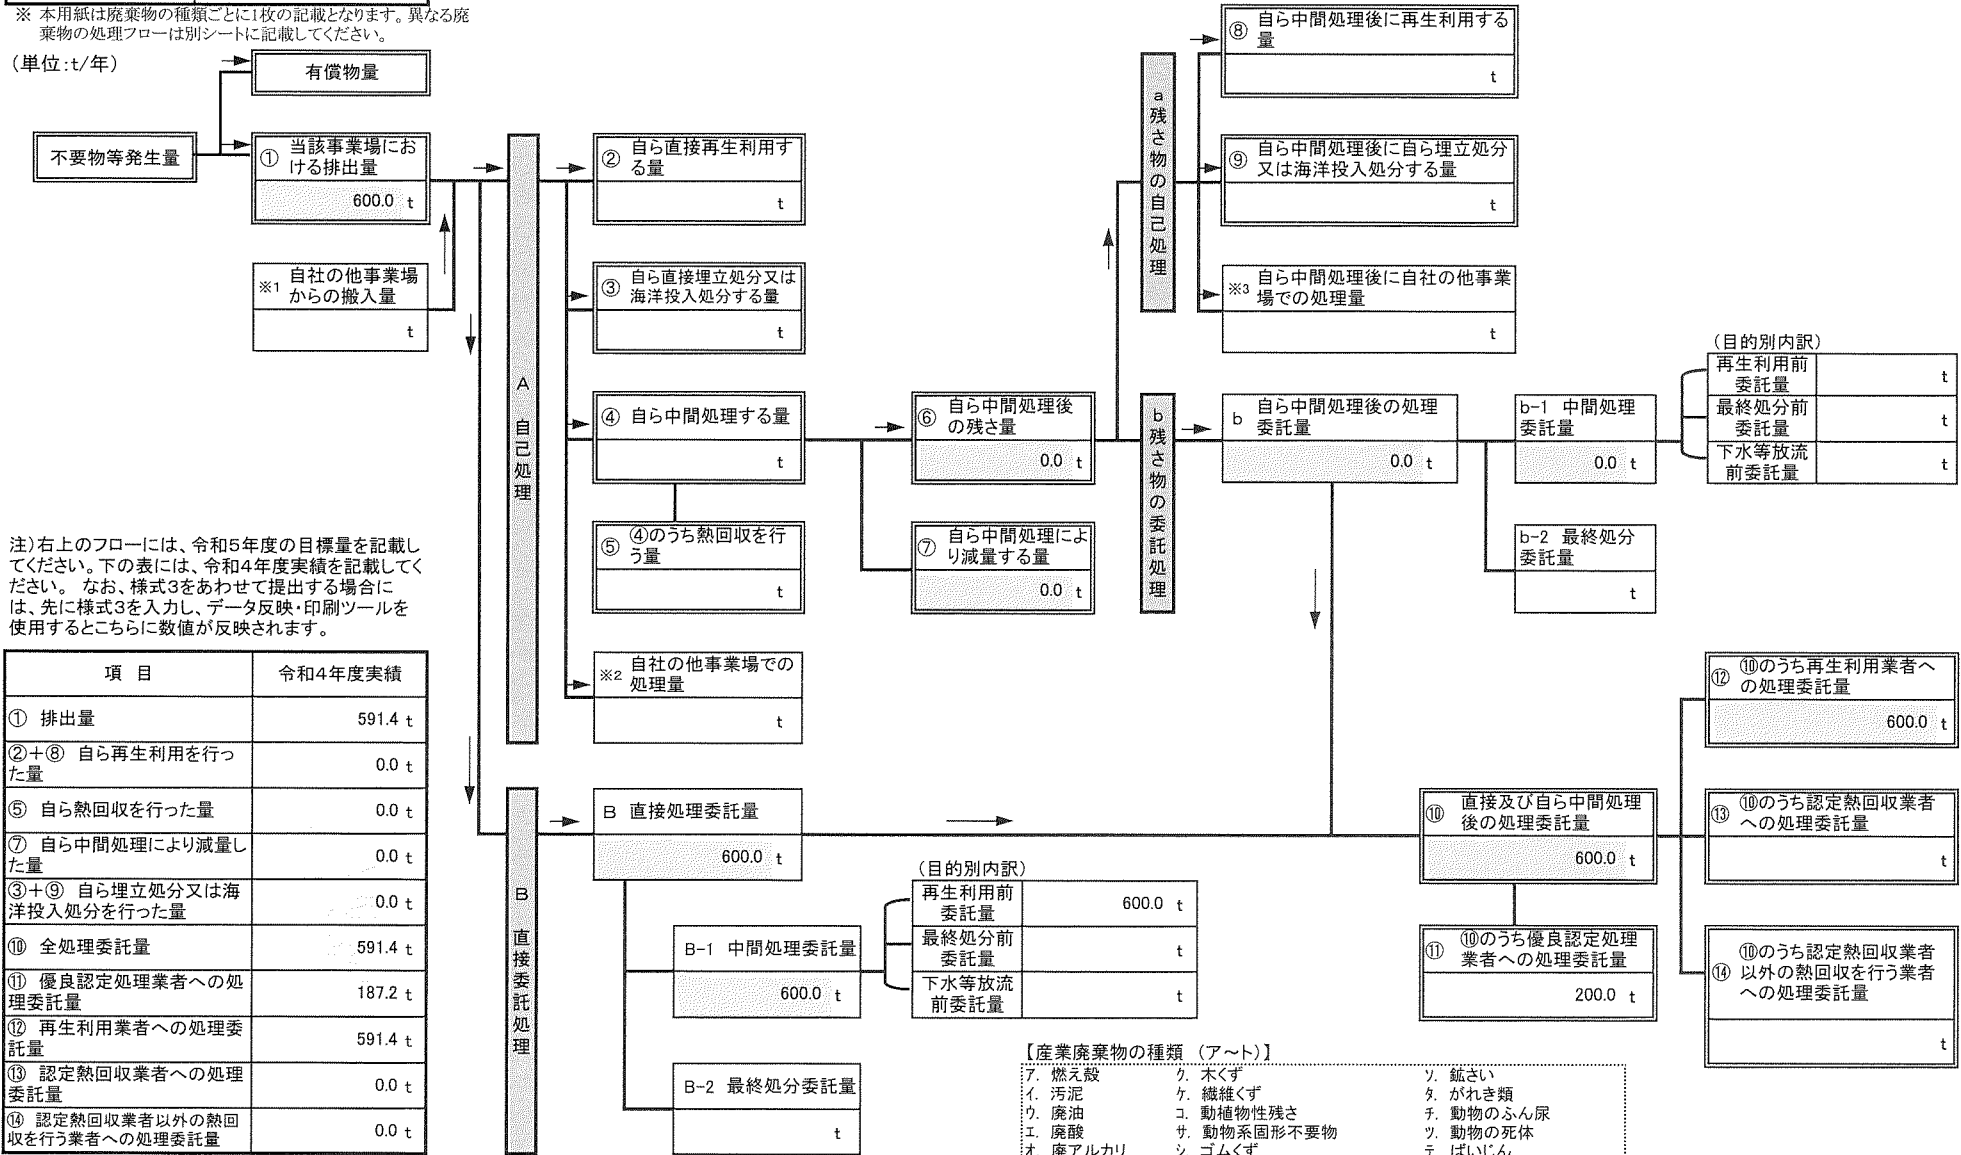 ※ 本用紙は廃棄物の種類ごとに1枚の記載となります。異なる廃
棄物の処理フローは別シートに記載してください。
(単位:t/年)
有償物量
不要物等発生量
① 当該事業場にお
ける排出量
600.0 t
※1 自社の他事業場
からの搬入量
t
A 自己処理
② 自ら直接再生利用す
る量
t
③ 自ら直接埋立処分又は
海洋投入処分する量
t
④ 自ら中間処理する量
t
⑤ ④のうち熱回収を行
う量
t
※2 自社の他事業場での
処理量
t
⑥ 自ら中間処理後
の残さ量
0.0 t
⑦ 自ら中間処理によ
り減量する量
0.0 t
a 残さ物の自己処理
⑧ 自ら中間処理後に再生利用する
量
t
⑨ 自ら中間処理後に自ら埋立処分
又は海洋投入処分する量
t
※3 自ら中間処理後に自社の他事業
場での処理量
t
b 残さ物の委託処理
b 自ら中間処理後の処理
委託量
0.0 t
b-1 中間処理
委託量
0.0 t
(目的別内訳)
再生利用前
委託量
t
最終処分前
委託量
t
下水等放流
前委託量
t
b-2 最終処分
委託量
t
注)右上のフローには、令和5年度の目標量を記載し
てください。下の表には、令和4年度実績を記載してく
ださい。 なお、様式3をあわせて提出する場合に
は、先に様式3を入力し、データ反映・印刷ツールを
使用するとこちらに数値が反映されます。
項 目 令和4年度実績
① 排出量 591.4 t
②+⑧ 自ら再生利用を行っ
た量 0.0 t
⑤ 自ら熱回収を行った量 0.0 t
⑦ 自ら中間処理により減量し
た量 0.0 t
③+⑨ 自ら埋立処分又は海
洋投入処分を行った量 0.0 t
⑩ 全処理委託量 591.4 t
⑪ 優良認定処理業者への処
理委託量 187.2 t
⑫ 再生利用業者への処理委
託量 591.4 t
⑬ 認定熱回収業者への処理
委託量 0.0 t
⑭ 認定熱回収業者以外の熱回
収を行う業者への処理委託量 0.0 t
B 直接委託処理
B 直接処理委託量
600.0 t
B-1 中間処理委託量
600.0 t
(目的別内訳)
再生利用前
委託量
600.0 t
最終処分前
委託量
t
下水等放流
前委託量
t
B-2 最終処分委託量
t
⑩ 直接及び自ら中間処理
後の処理委託量
600.0 t
⑪ ⑩のうち優良認定処理
業者への処理委託量
200.0 t
⑫ ⑩のうち再生利用業者へ
の処理委託量
600.0 t
⑬ ⑩のうち認定熱回収業者
への処理委託量
t
⑭ ⑩のうち認定熱回収業者
以外の熱回収を行う業者
への処理委託量
t
【産業廃棄物の種類 (ア~ト)】
ア. 燃え殻 ク. 木くず ソ. 鉱さい
イ. 汚泥 ケ. 繊維くず タ. がれき類
ウ. 廃油 コ. 動植物性残さ チ. 動物のふん尿
エ. 廃酸 サ. 動物系固形不要物 ツ. 動物の死体
オ. 廃アルカリ シ. ゴムくず テ. ばいじん